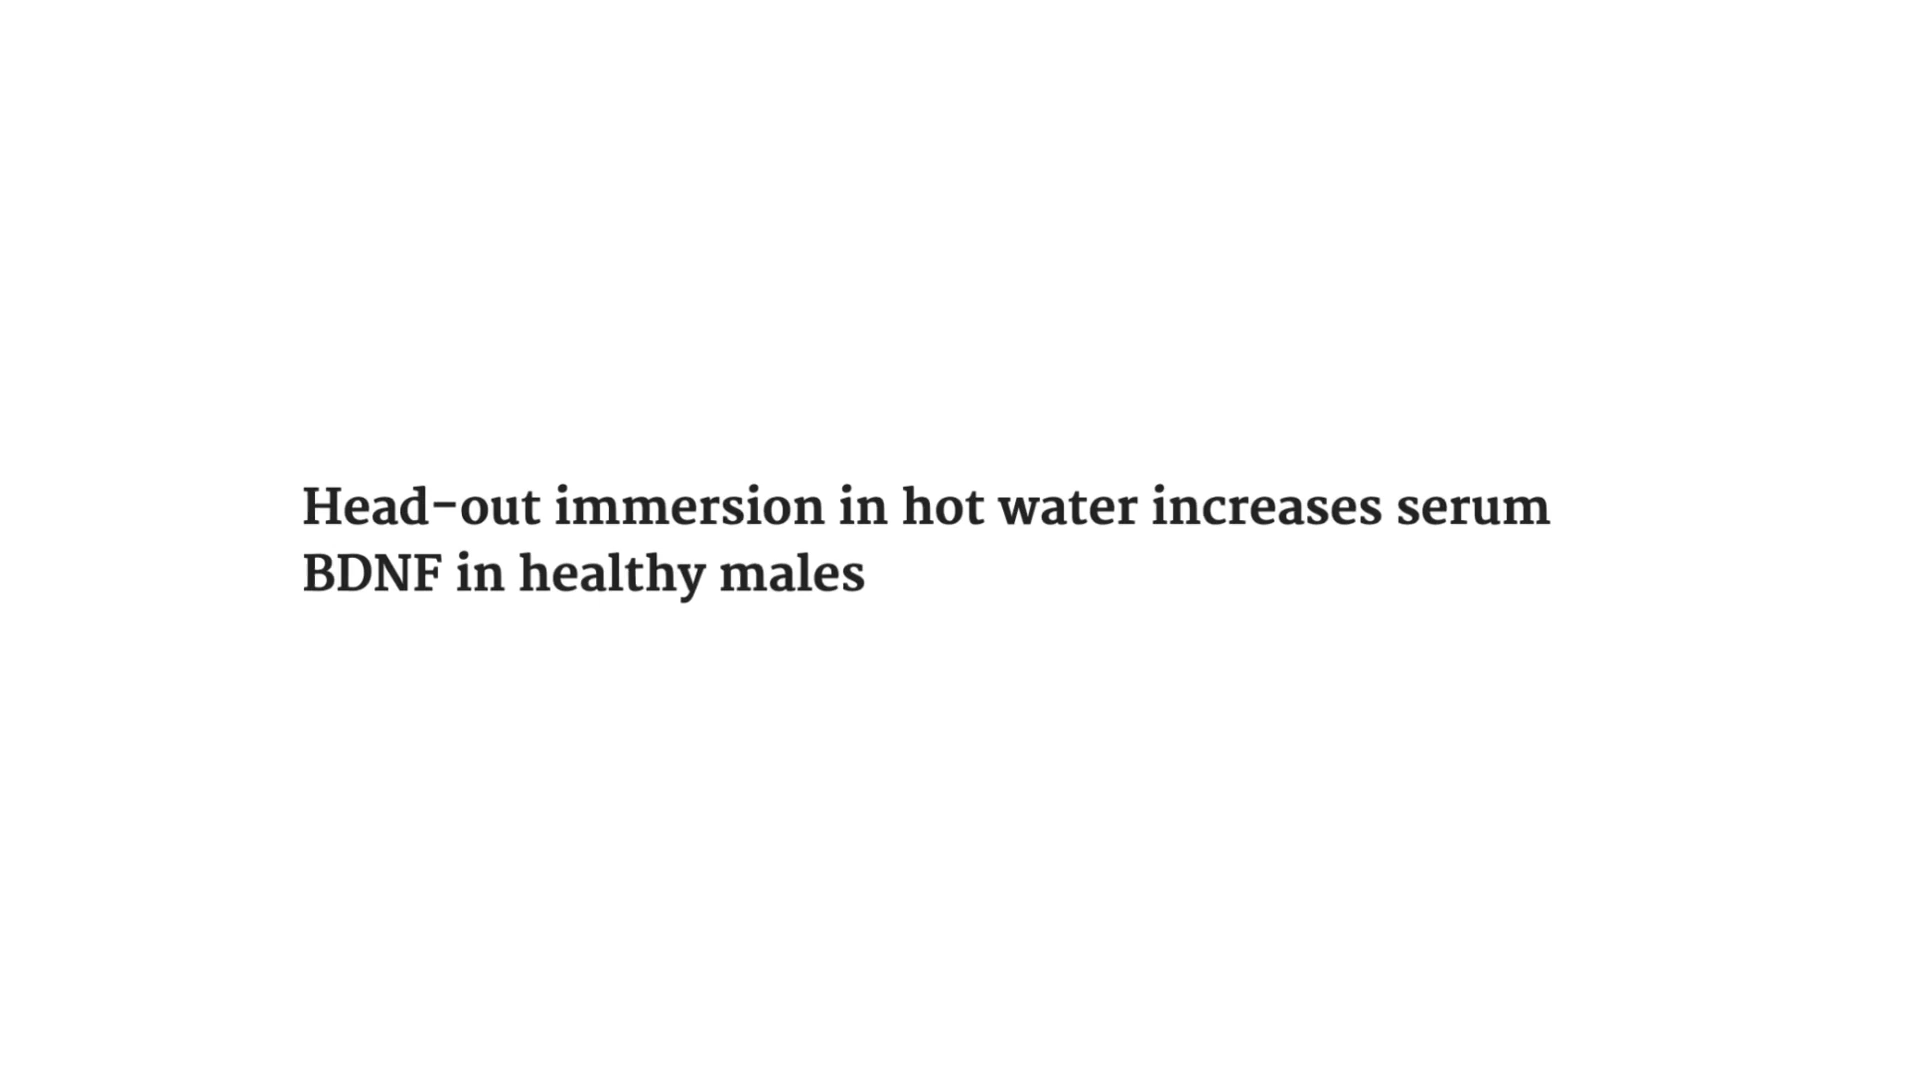 Head-out immersion in hot water increases serum
BDNF in healthy males